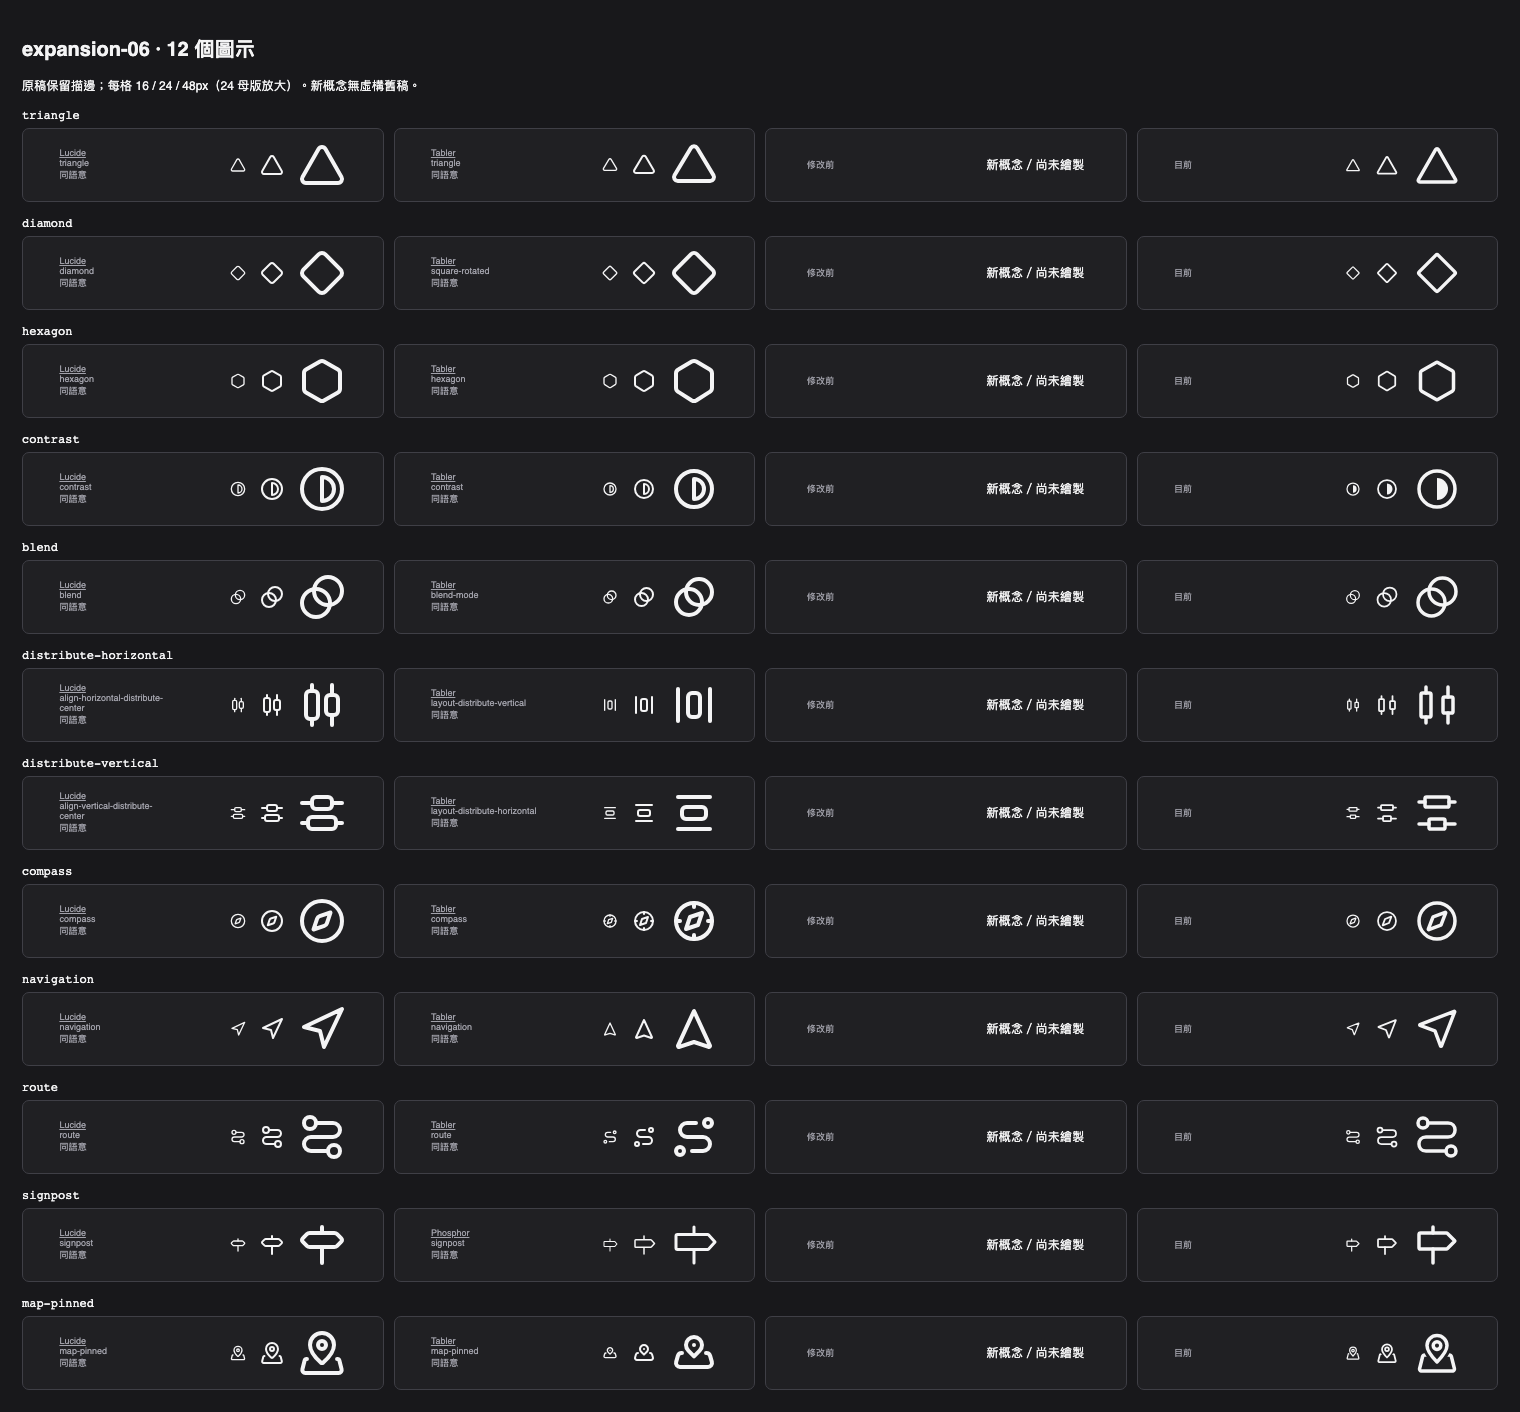 expansion-06 · 12 個圖示
原稿保留描邊；每格 16 / 24 / 48px（24 母版放大）。新概念無虛構舊稿。
triangle
Lucide
triangle
同語意
Tabler
triangle
同語意
修改前
新概念 / 尚未繪製
目前
diamond
Lucide
diamond
同語意
Tabler
square-rotated
同語意
修改前
新概念 / 尚未繪製
目前
hexagon
Lucide
hexagon
同語意
Tabler
hexagon
同語意
修改前
新概念 / 尚未繪製
目前
contrast
Lucide
contrast
同語意
Tabler
contrast
同語意
修改前
新概念 / 尚未繪製
目前
blend
Lucide
blend
同語意
Tabler
blend-mode
同語意
修改前
新概念 / 尚未繪製
目前
distribute-horizontal
Lucide
align-horizontal-distribute-
center
同語意
Tabler
layout-distribute-vertical
同語意
修改前
新概念 / 尚未繪製
目前
distribute-vertical
Lucide
align-vertical-distribute-
center
同語意
Tabler
layout-distribute-horizontal
同語意
修改前
新概念 / 尚未繪製
目前
compass
Lucide
compass
同語意
Tabler
compass
同語意
修改前
新概念 / 尚未繪製
目前
navigation
Lucide
navigation
同語意
Tabler
navigation
同語意
修改前
新概念 / 尚未繪製
目前
route
Lucide
route
同語意
Tabler
route
同語意
修改前
新概念 / 尚未繪製
目前
signpost
Lucide
signpost
同語意
Phosphor
signpost
同語意
修改前
新概念 / 尚未繪製
目前
map-pinned
Lucide
map-pinned
同語意
Tabler
map-pinned
同語意
修改前
新概念 / 尚未繪製
目前